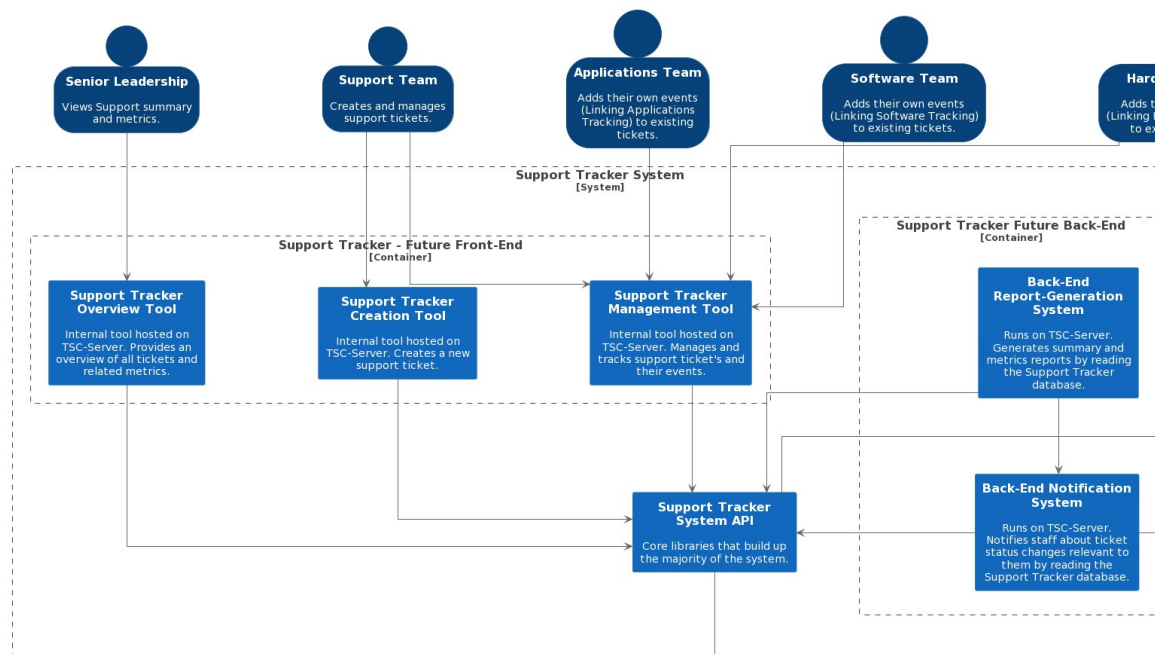 Senior Leadership
Views Support summary
and metrics.
Support Team
Creates and manages
support tickets.
Applications Team
Adds their own events
(Linking Applications
Tracking) to existing
tickets.
Software Team
Adds their own events
(Linking Software Tracking)
to existing tickets.
Support Tracker System
[System]
Support Tracker - Future Front-End
[Container]
Support Tracker
Overview Tool
Internal tool hosted on
TSC-Server. Provides an
overview of all tickets and
related metrics.
Support Tracker
Creation Tool
Internal tool hosted on
TSC-Server. Creates a new
support ticket.
Support Tracker
Management Tool
Internal tool hosted on
TSC-Server. Manages and
tracks support ticket's and
their events.
Support Tracker Future Back-End
[Container]
Back-End
Report-Generation
System
Runs on TSC-Server.
Generates summary and
metrics reports by reading
the Support Tracker
database.
Back-End Notification
System
Runs on TSC-Server.
Notifies staff about ticket
status changes relevant to
them by reading the
Support Tracker database.
Support Tracker
System API
Core libraries that build up
the majority of the system.